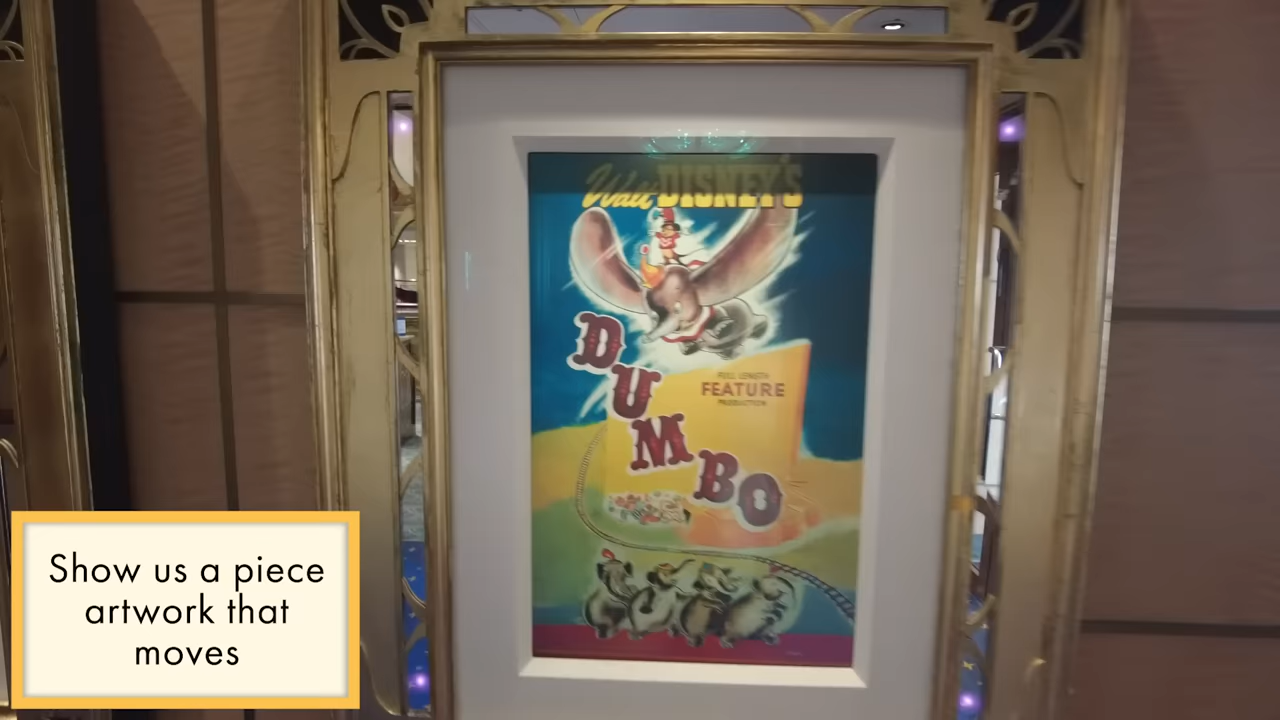 Walt DISNEY'S
DUMBO
FULL LENGTH
FEATURE
PRODUCTION
Show us a piece
artwork that
moves